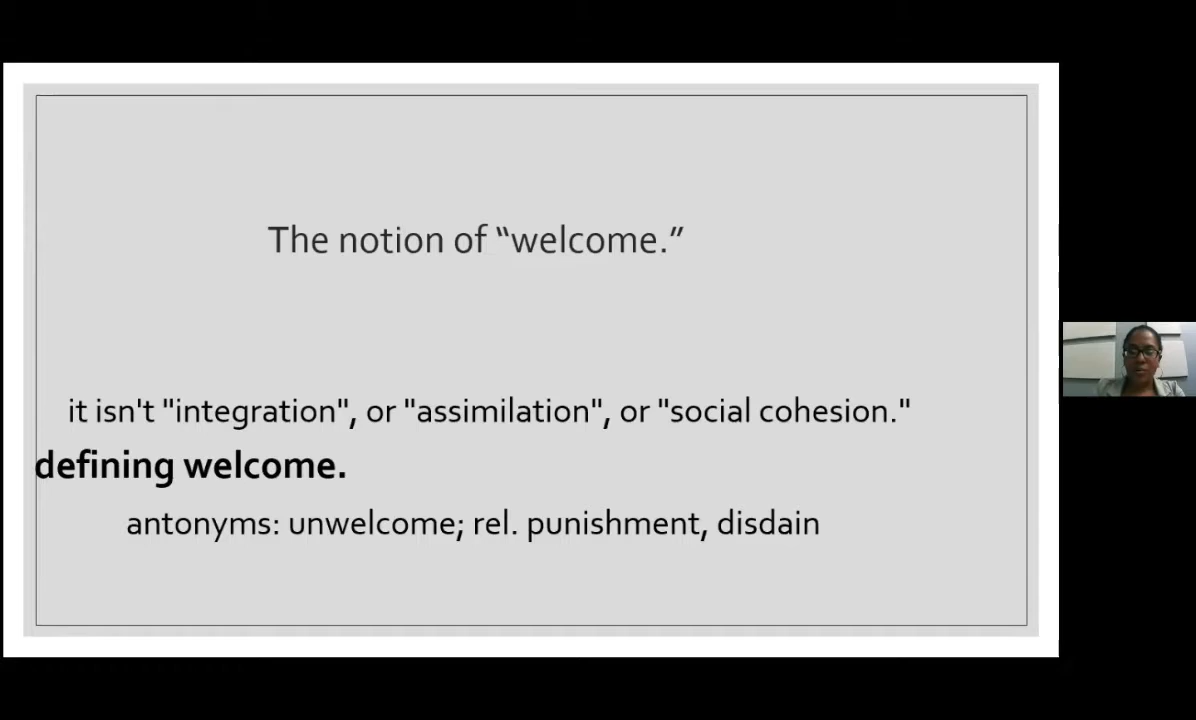 The notion of “welcome.”
it isn't "integration", or "assimilation", or "social cohesion."
defining welcome.
antonyms: unwelcome; rel. punishment, disdain